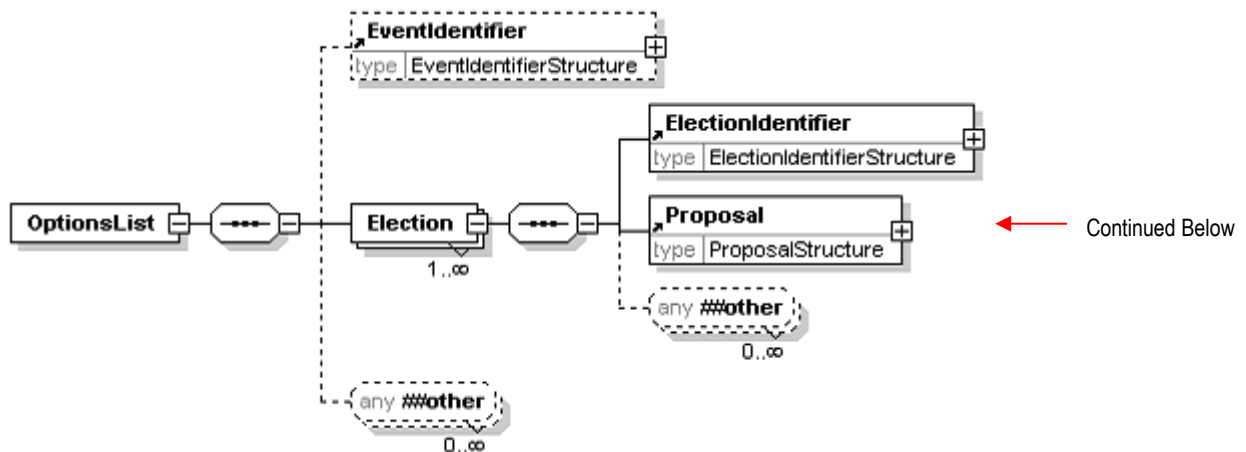 EventIdentifier
type EventIdentifierStructure
ElectionIdentifier
type ElectionIdentifierStructure
OptionsList
Election
1..∞
Proposal
type ProposalStructure
Continued Below
any ##other
0..∞
any ##other
0..∞